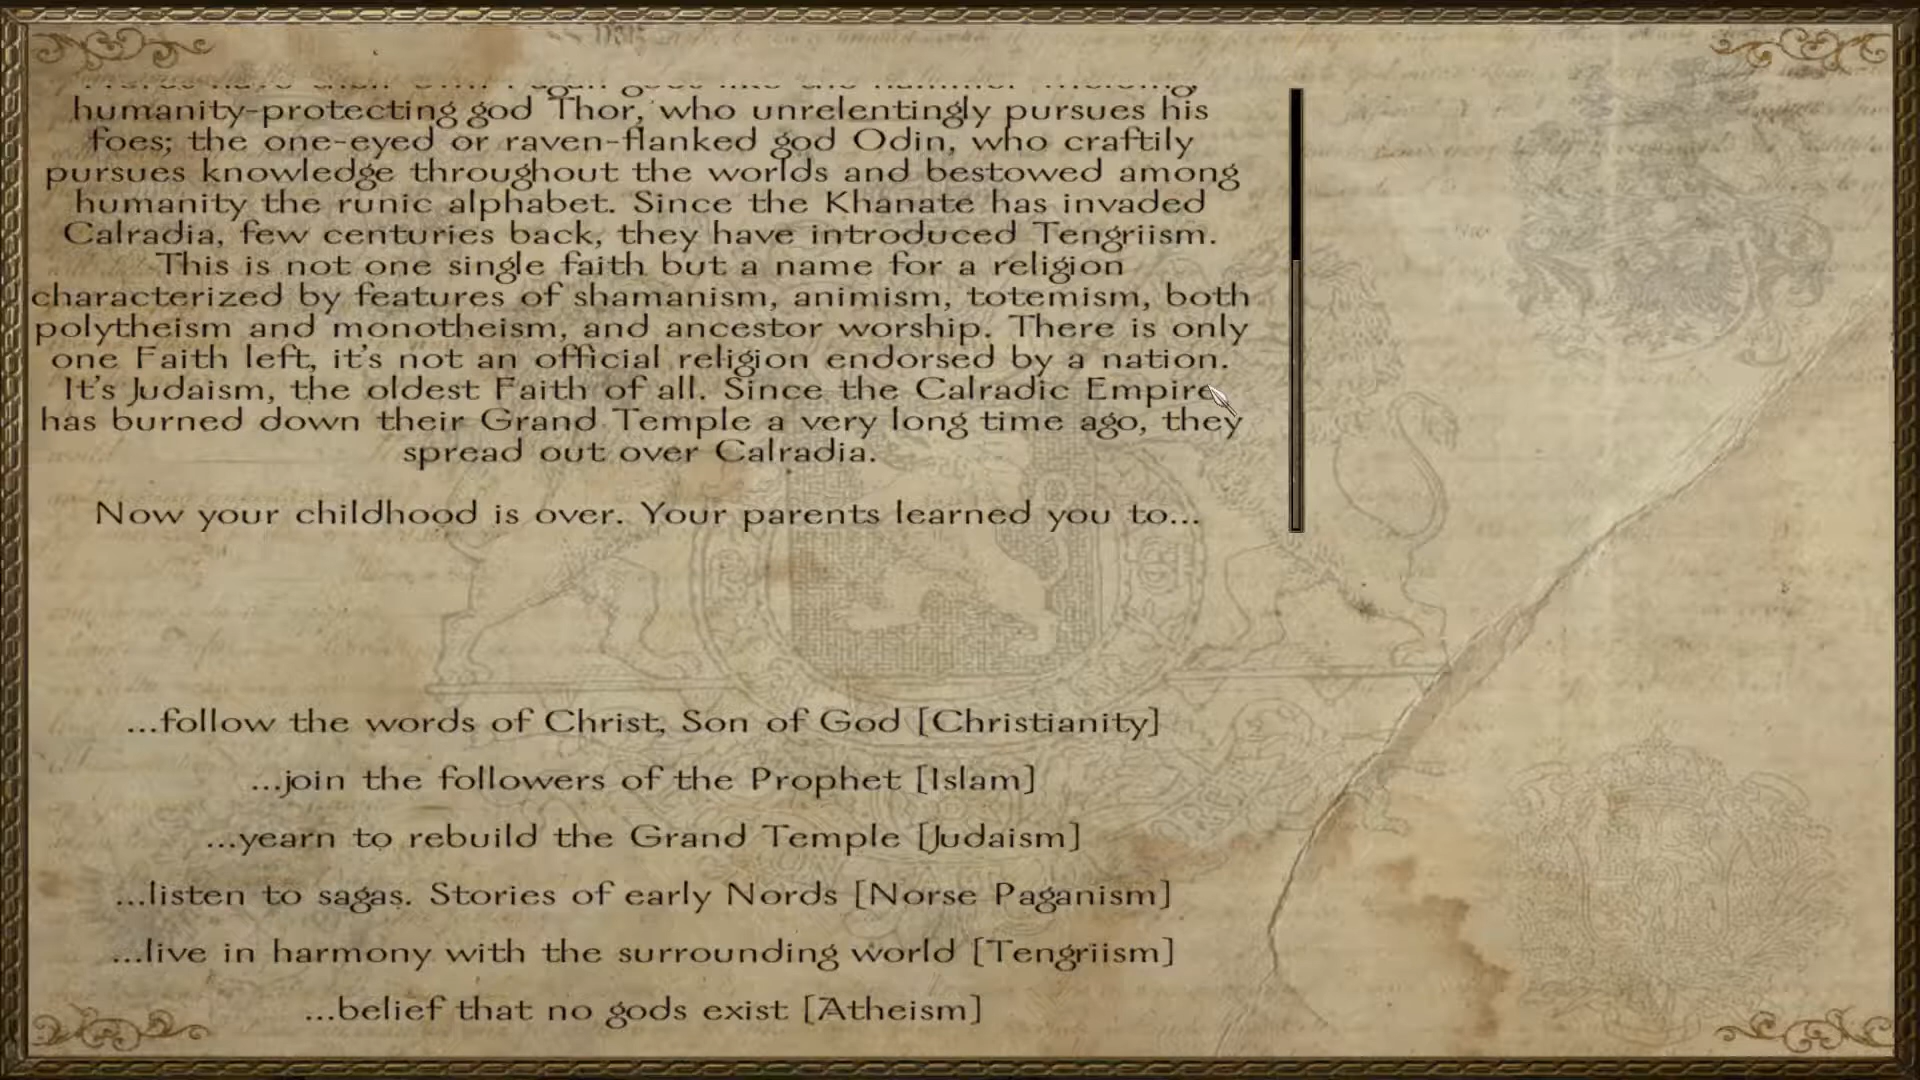 humanity-protecting god Thor, who unrelentingly pursues his
foes; the one-eyed or raven-flanked god Odin, who craftily
pursues knowledge throughout the worlds and bestowed among
humanity the runic alphabet. Since the Khanate has invaded
Calradia, few centuries back, they have introduced Tengriism.
This is not one single faith but a name for a religion
characterized by features of shamanism, animism, totemism, both
polytheism and monotheism, and ancestor worship. There is only
one Faith left, it's not an official religion endorsed by a nation.
It's Judaism, the oldest Faith of all. Since the Calradic Empire
has burned down their Grand Temple a very long time ago, they
spread out over Calradia.
Now your childhood is over. Your parents learned you to...
...follow the words of Christ, Son of God [Christianity]
...join the followers of the Prophet [Islam]
...yearn to rebuild the Grand Temple [Judaism]
...listen to sagas. Stories of early Nords [Norse Paganism]
...live in harmony with the surrounding world [Tengriism]
...belief that no gods exist [Atheism]